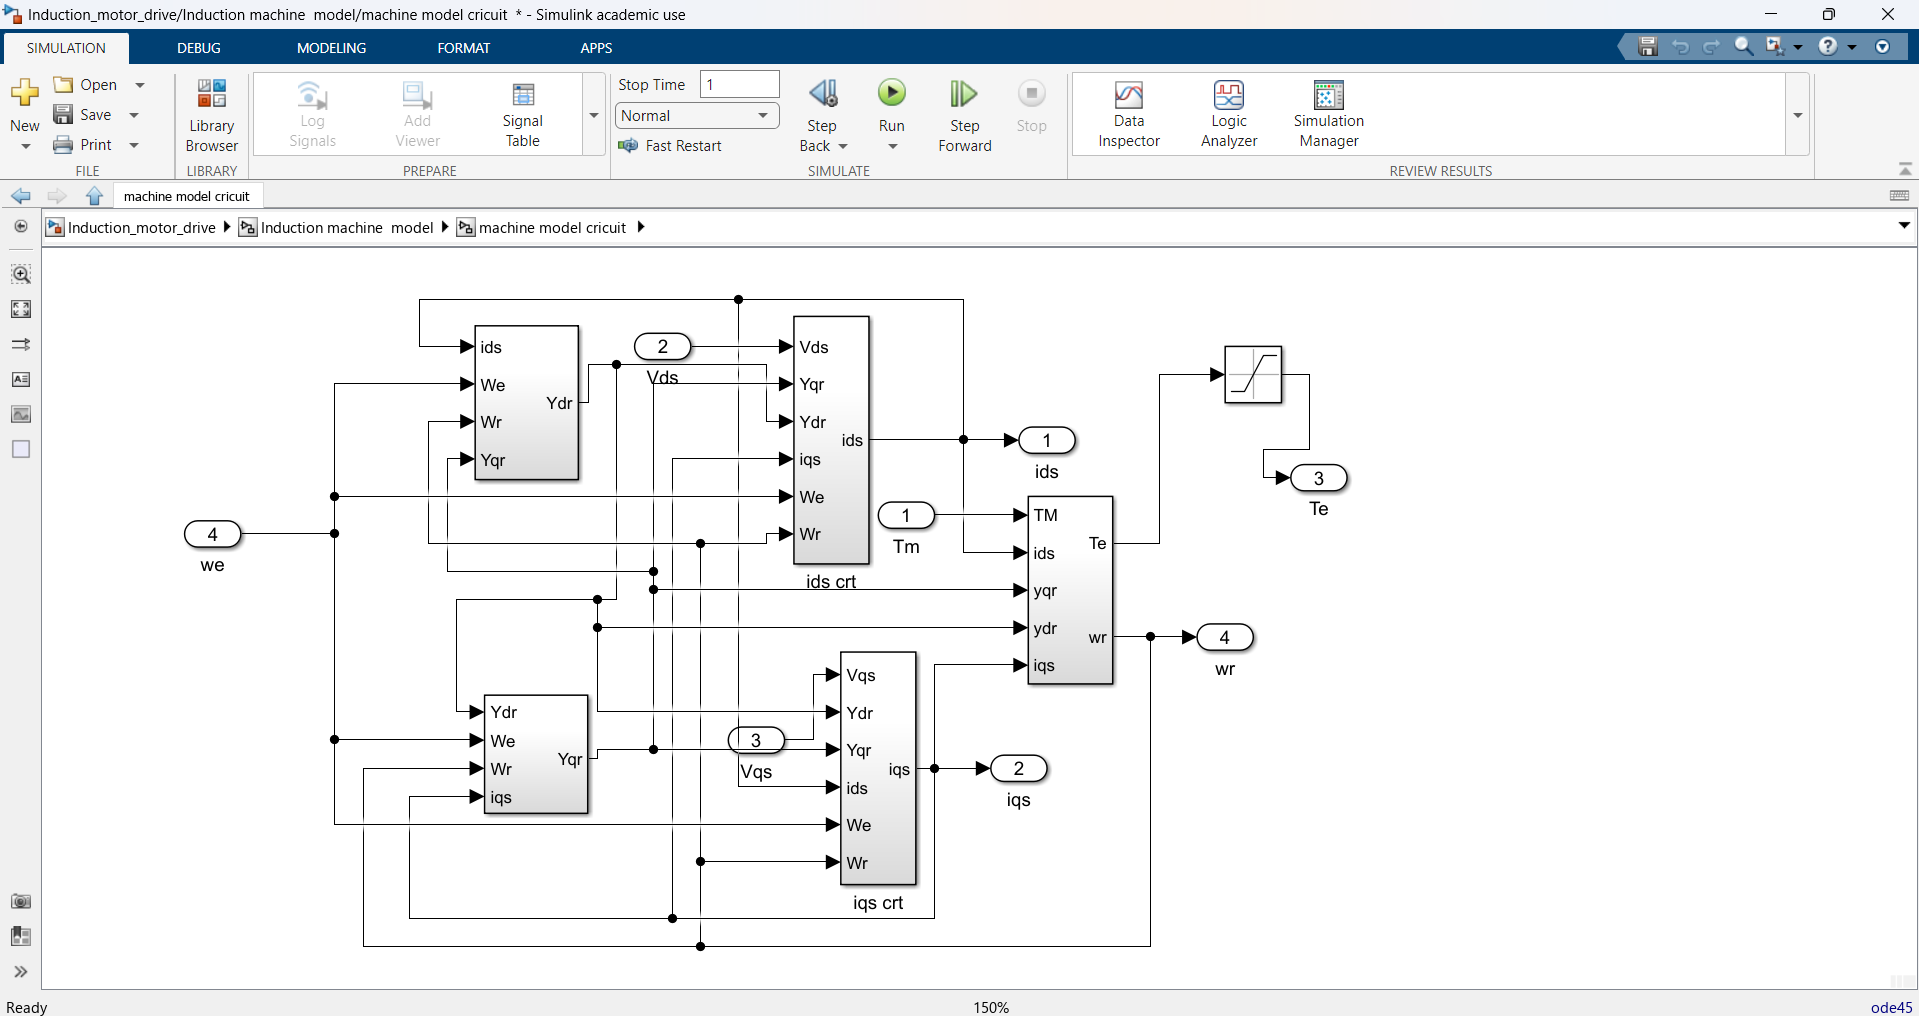 Induction_motor_drive/Induction machine  model/machine model cricuit  * - Simulink academic use
SIMULATION
DEBUG
MODELING
FORMAT
APPS
New
Open
Save
Print
FILE
Library
Browser
LIBRARY
Log
Signals
Add
Viewer
Signal
Table
PREPARE
Stop Time
1
Normal
Fast Restart
Step
Back
Run
Step
Forward
Stop
SIMULATE
Data
Inspector
Logic
Analyzer
Simulation
Manager
REVIEW RESULTS
machine model cricuit
Induction_motor_drive
Induction machine  model
machine model cricuit
ids
We
Wr
Yqr
Ydr
2
Vds
Vds
Yqr
Ydr
iqs
We
Wr
ids
ids crt
1
ids
3
Te
4
we
1
Tm
TM
ids
yqr
ydr
iqs
Te
wr
4
wr
Ydr
We
Wr
iqs
Yqr
3
Vqs
Vqs
Ydr
Yqr
ids
We
Wr
iqs
iqs crt
2
iqs
Ready
150%
ode45